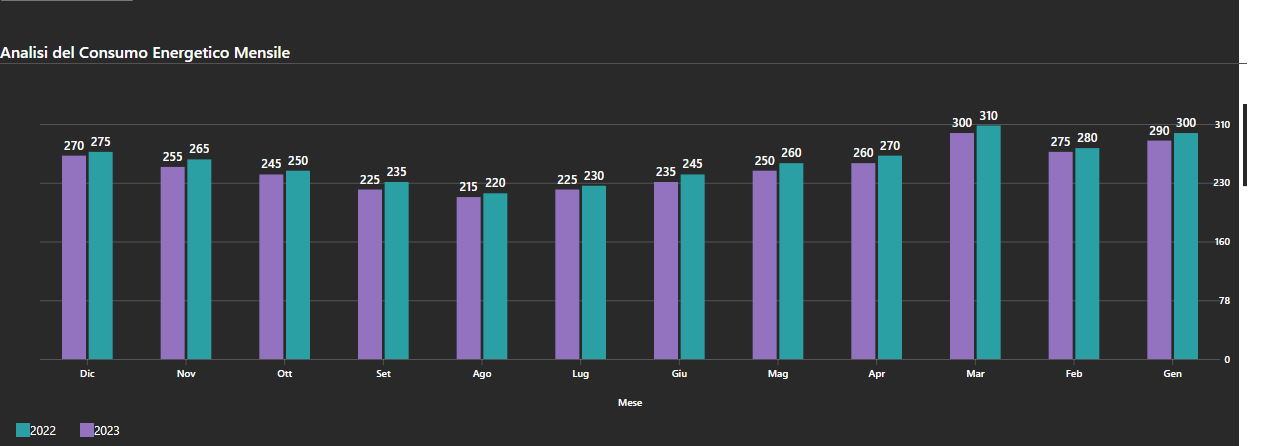 Analisi del Consumo Energetico Mensile
270 275 255 265 245 250 225 235 215 220 225 230 235 245 250 260 260 270 300 310 275 280 290 300
310
230
160
78
0
Dic Nov Ott Set Ago Lug Giu Mag Apr Mar Feb Gen
Mese
2022 2023